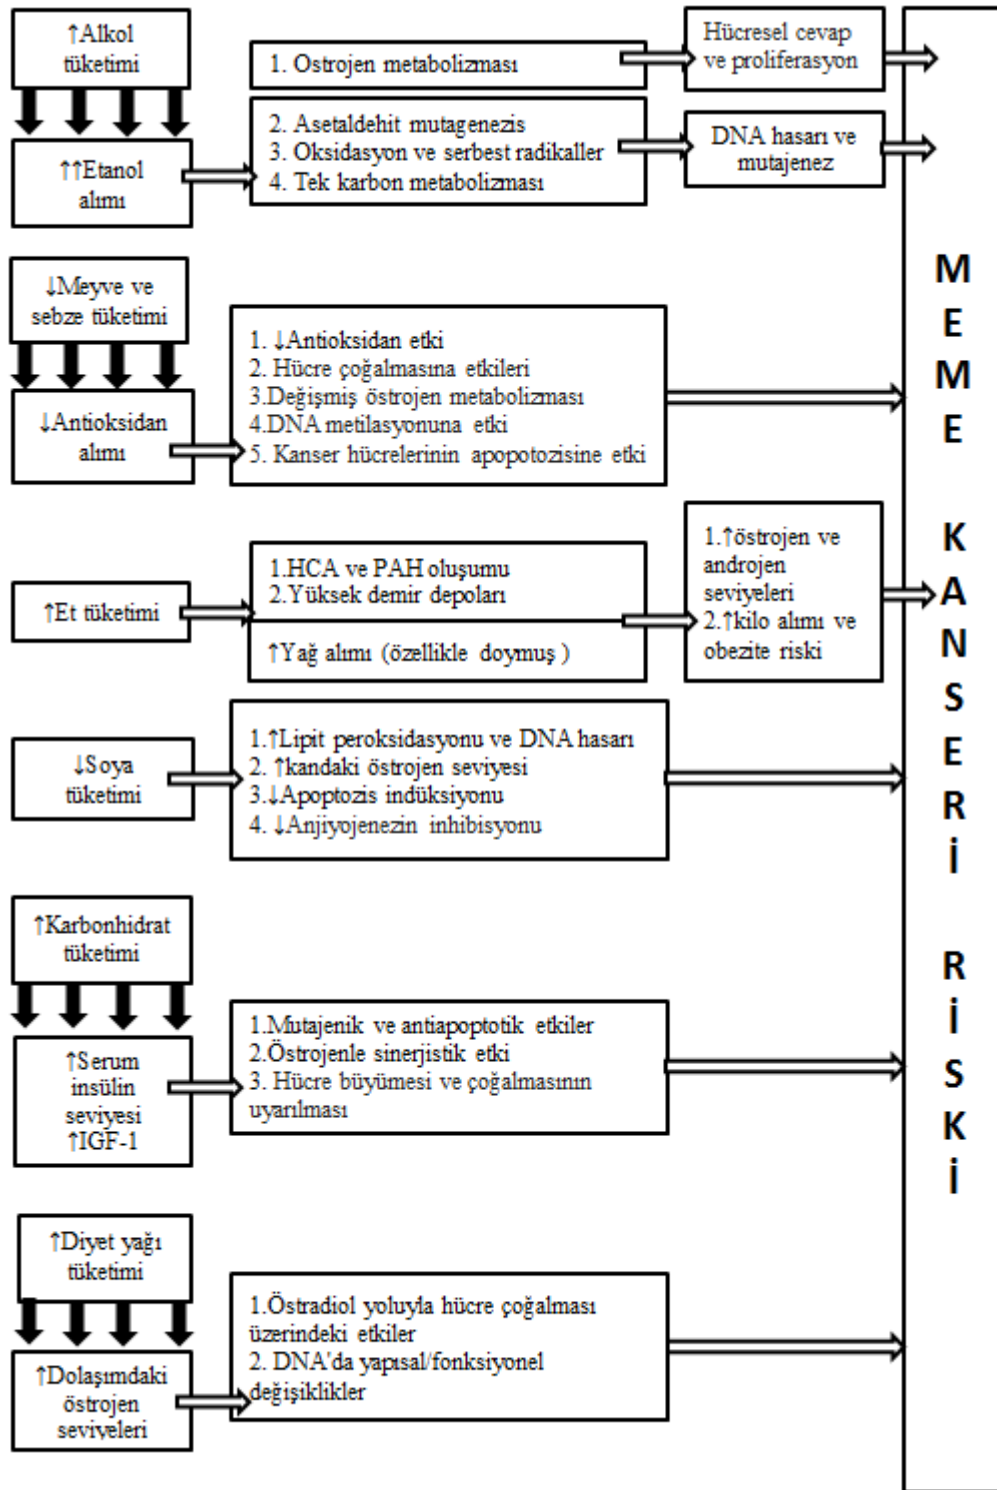 ↑Alkol
tüketimi
↑↑Etanol
alımı
1. Ostrojen metabolizması
2. Asetaldehit mutagenezis
3. Oksidasyon ve serbest radikaller
4. Tek karbon metabolizması
Hücresel cevap
ve proliferasyon
DNA hasarı ve
mutajenez
↓Meyve ve
sebze tüketimi
↓Antioksidan
alımı
1. ↓Antioksidan etki
2. Hücre çoğalmasına etkileri
3.Değişmiş östrojen metabolizması
4.DNA metilasyonuna etki
5. Kanser hücrelerinin apopotozisine etki
↑Et tüketimi
1.HCA ve PAH oluşumu
2.Yüksek demir depoları
↑Yağ alımı (özellikle doymuş )
1.↑östrojen ve
androjen
seviyeleri
2.↑kilo alımı ve
obezite riski
↓Soya
tüketimi
1.↑Lipit peroksidasyonu ve DNA hasarı
2. ↑kandaki östrojen seviyesi
3.↓Apoptozis indüksiyonu
4. ↓Anjiyojenezin inhibisyonu
↑Karbonhidrat
tüketimi
↑Serum
insülin
seviyesi
↑IGF-1
1.Mutajenik ve antiapoptotik etkiler
2.Östrojenle sinerjistik etki
3. Hücre büyümesi ve çoğalmasının
uyarılması
↑Diyet yağı
tüketimi
↑Dolaşımdaki
östrojen
seviyeleri
1.Östradiol yoluyla hücre çoğalması
üzerindeki etkiler
2. DNA'da yapısal/fonksiyonel
değişiklikler
MEME KANSERİ RİSKİ